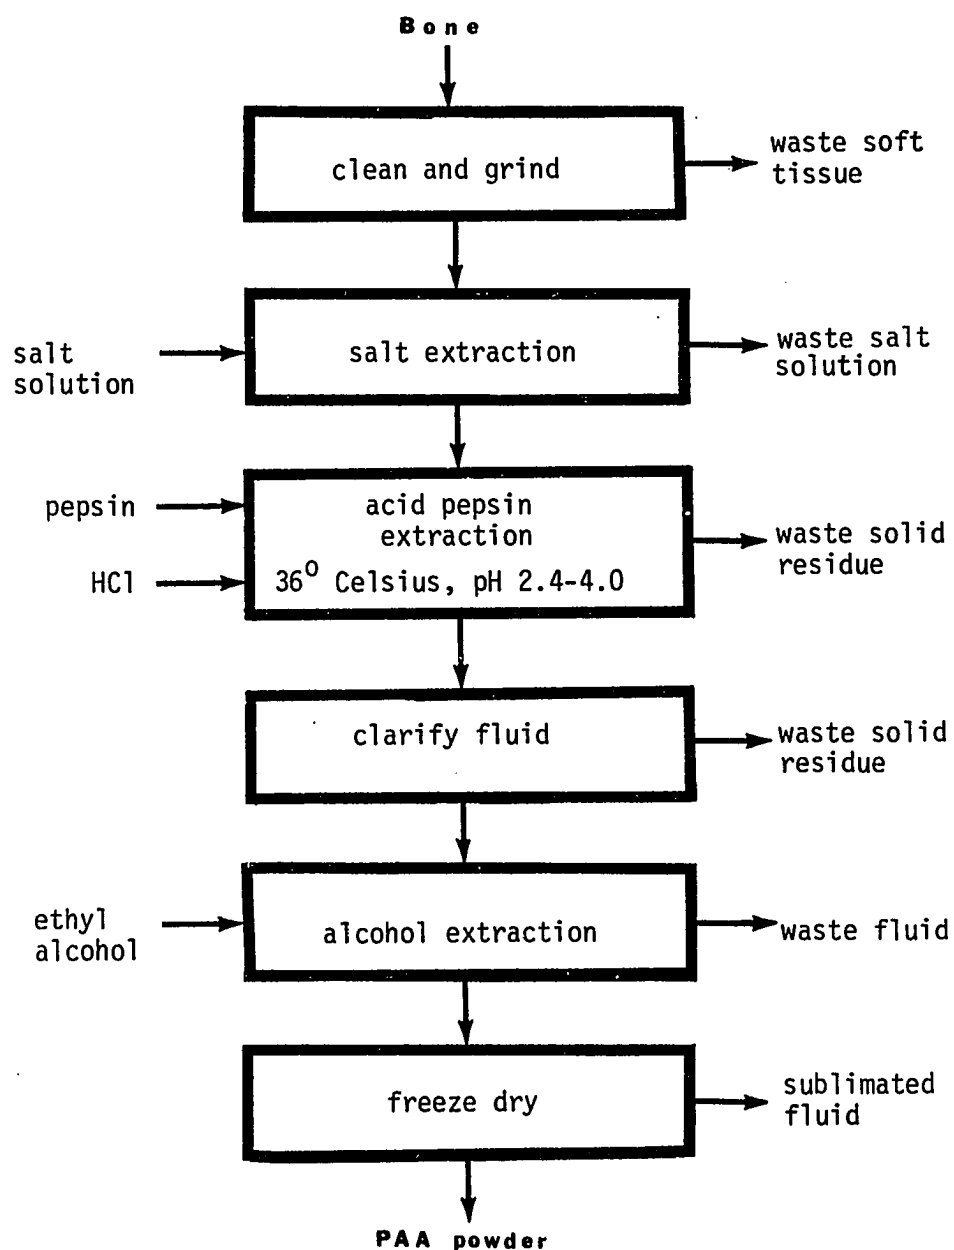 Bone
clean and grind
waste soft
tissue
salt
solution
salt extraction
waste salt
solution
pepsin
HCl
acid pepsin
extraction
36° Celsius, pH 2.4-4.0
waste solid
residue
clarify fluid
waste solid
residue
ethyl
alcohol
alcohol extraction
waste fluid
freeze dry
sublimated
fluid
PAA powder